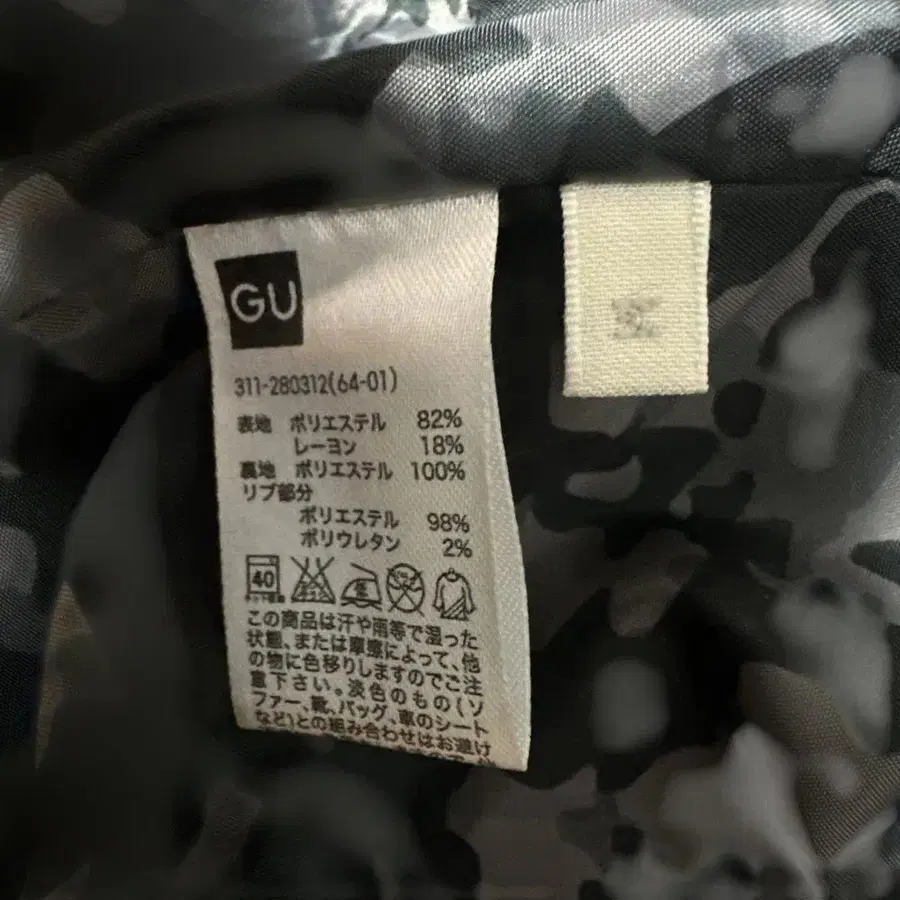 GU
311-280312(64-01)
表地 ポリエステル 82%
レーヨン 18%
裏地 ポリエステル 100%
リブ部分
ポリエステル 98%
ポリウレタン 2%
40
この商品は汗や雨等で湿った
状態、または摩擦によって、他
の物に色移りしますのでご注
意下さい。淡色のもの(ソ
ファー、靴、バッグ、車のシート
など)との組み合わせはお避け